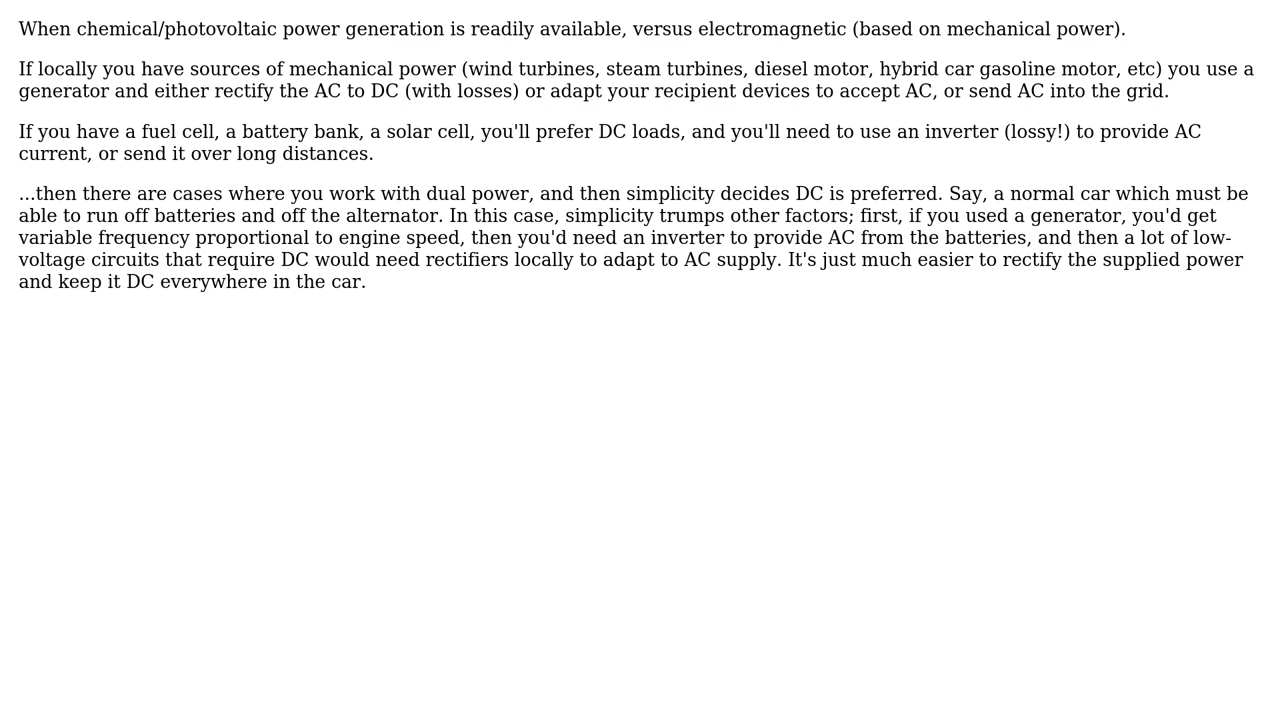 When chemical/photovoltaic power generation is readily available, versus electromagnetic (based on mechanical power).
If locally you have sources of mechanical power (wind turbines, steam turbines, diesel motor, hybrid car gasoline motor, etc) you use a
generator and either rectify the AC to DC (with losses) or adapt your recipient devices to accept AC, or send AC into the grid.
If you have a fuel cell, a battery bank, a solar cell, you'll prefer DC loads, and you'll need to use an inverter (lossy!) to provide AC
current, or send it over long distances.
...then there are cases where you work with dual power, and then simplicity decides DC is preferred. Say, a normal car which must be
able to run off batteries and off the alternator. In this case, simplicity trumps other factors; first, if you used a generator, you'd get
variable frequency proportional to engine speed, then you'd need an inverter to provide AC from the batteries, and then a lot of low-
voltage circuits that require DC would need rectifiers locally to adapt to AC supply. It's just much easier to rectify the supplied power
and keep it DC everywhere in the car.